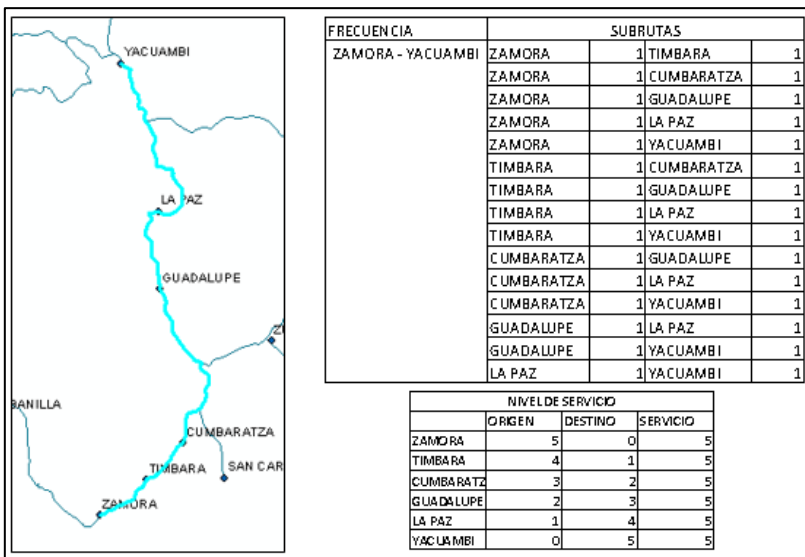 YACUAMBI
LA PAZ
GUADALUPE
BANILLA
CUMBARATZA
TIMBARA
SAN CAR
ZAMORA
FRECUENCIA SUBRUTAS
ZAMORA - YACUAMBI ZAMORA 1 TIMBARA 1
ZAMORA 1 CUMBARATZA 1
ZAMORA 1 GUADALUPE 1
ZAMORA 1 LA PAZ 1
ZAMORA 1 YACUAMBI 1
TIMBARA 1 CUMBARATZA 1
TIMBARA 1 GUADALUPE 1
TIMBARA 1 LA PAZ 1
TIMBARA 1 YACUAMBI 1
CUMBARATZA 1 GUADALUPE 1
CUMBARATZA 1 LA PAZ 1
CUMBARATZA 1 YACUAMBI 1
GUADALUPE 1 LA PAZ 1
GUADALUPE 1 YACUAMBI 1
LA PAZ 1 YACUAMBI 1
NIVEL DE SERVICIO
ORIGEN DESTINO SERVICIO
ZAMORA 5 0 5
TIMBARA 4 1 5
CUMBARATZ 3 2 5
GUADALUPE 2 3 5
LA PAZ 1 4 5
YACUAMBI 0 5 5